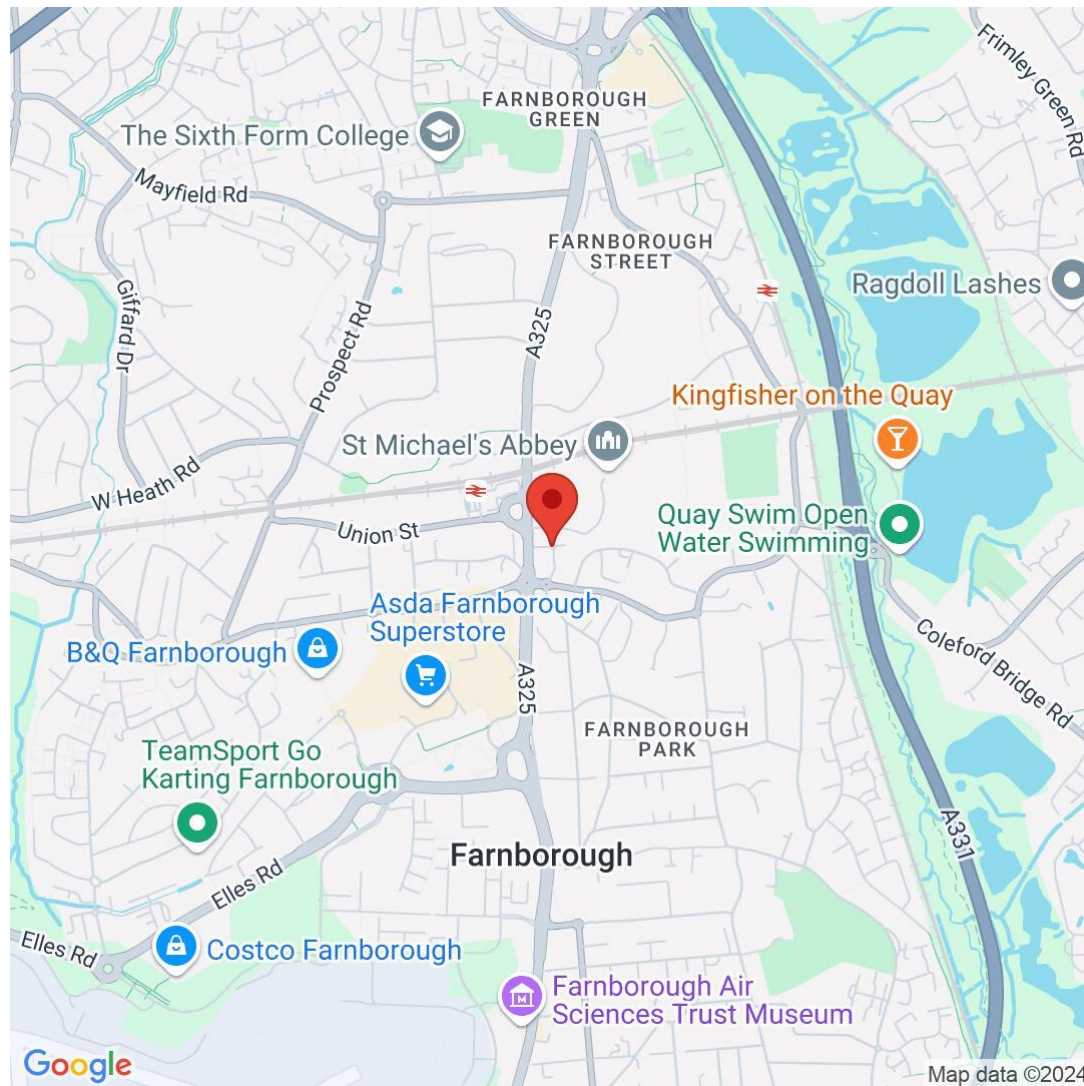 Frimley Green Rd
FARNBOROUGH
GREEN
The Sixth Form College
Mayfield Rd
FARNBOROUGH
STREET
Ragdoll Lashes
Giffard Dr
Prospect Rd
A325
Kingfisher on the Quay
St Michael's Abbey
W Heath Rd
Union St
Quay Swim Open
Water Swimming
Asda Farnborough
Superstore
B&Q Farnborough
Coleford Bridge Rd
A325
FARNBOROUGH
PARK
TeamSport Go
Karting Farnborough
A331
Farnborough
Elles Rd
Elles Rd
Costco Farnborough
Farnborough Air
Sciences Trust Museum
M
Google
Map data ©2024